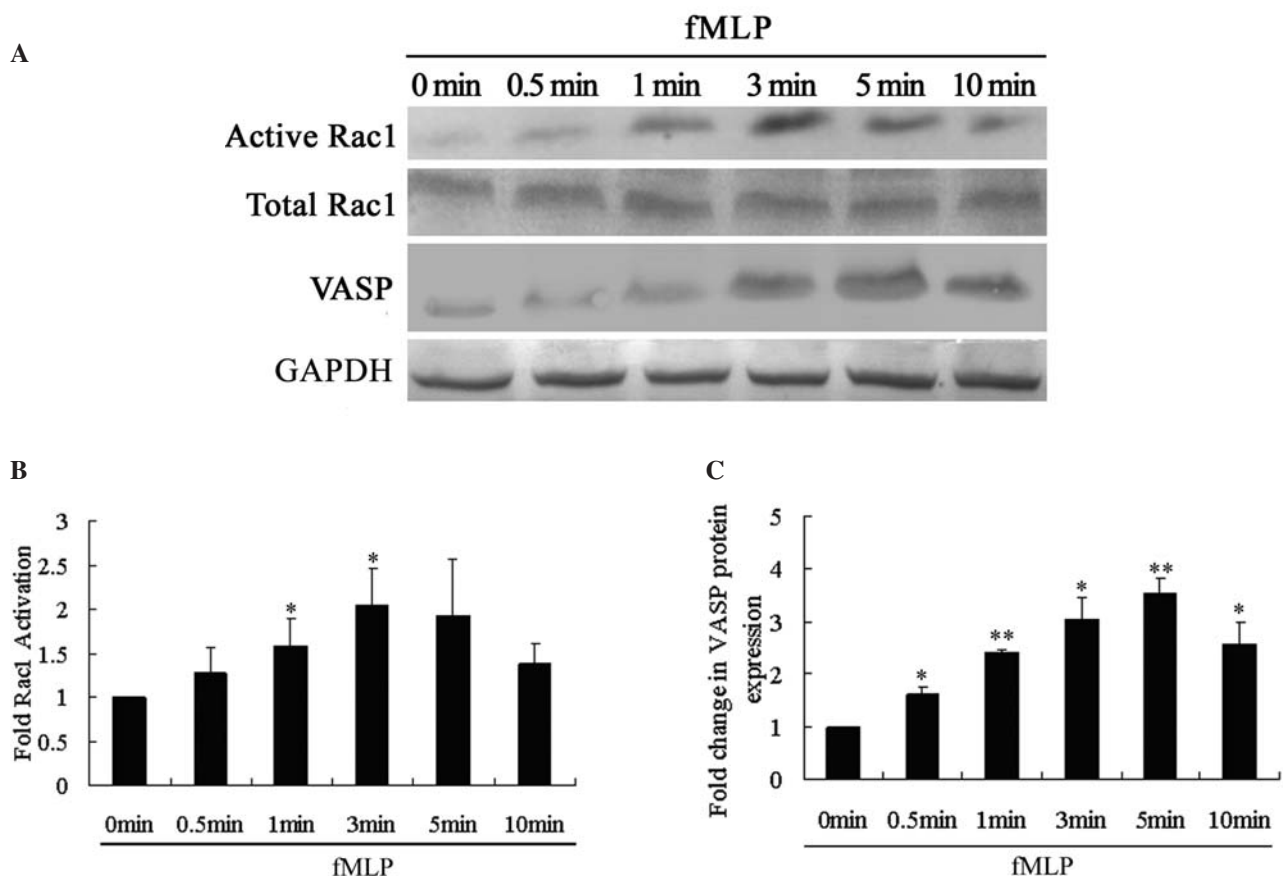 A
fMLP
0 min 0.5 min 1 min 3 min 5 min 10 min
Active Rac1
Total Rac1
VASP
GAPDH
B
Fold Rac1 Activation
3
2.5
2
1.5
1
0.5
0
*
*
0min 0.5min 1min 3min 5min 10min
fMLP
C
Fold change in VASP protein
expression
5
4
3
2
1
0
*
**
*
**
*
0min 0.5min 1min 3min 5min 10min
fMLP